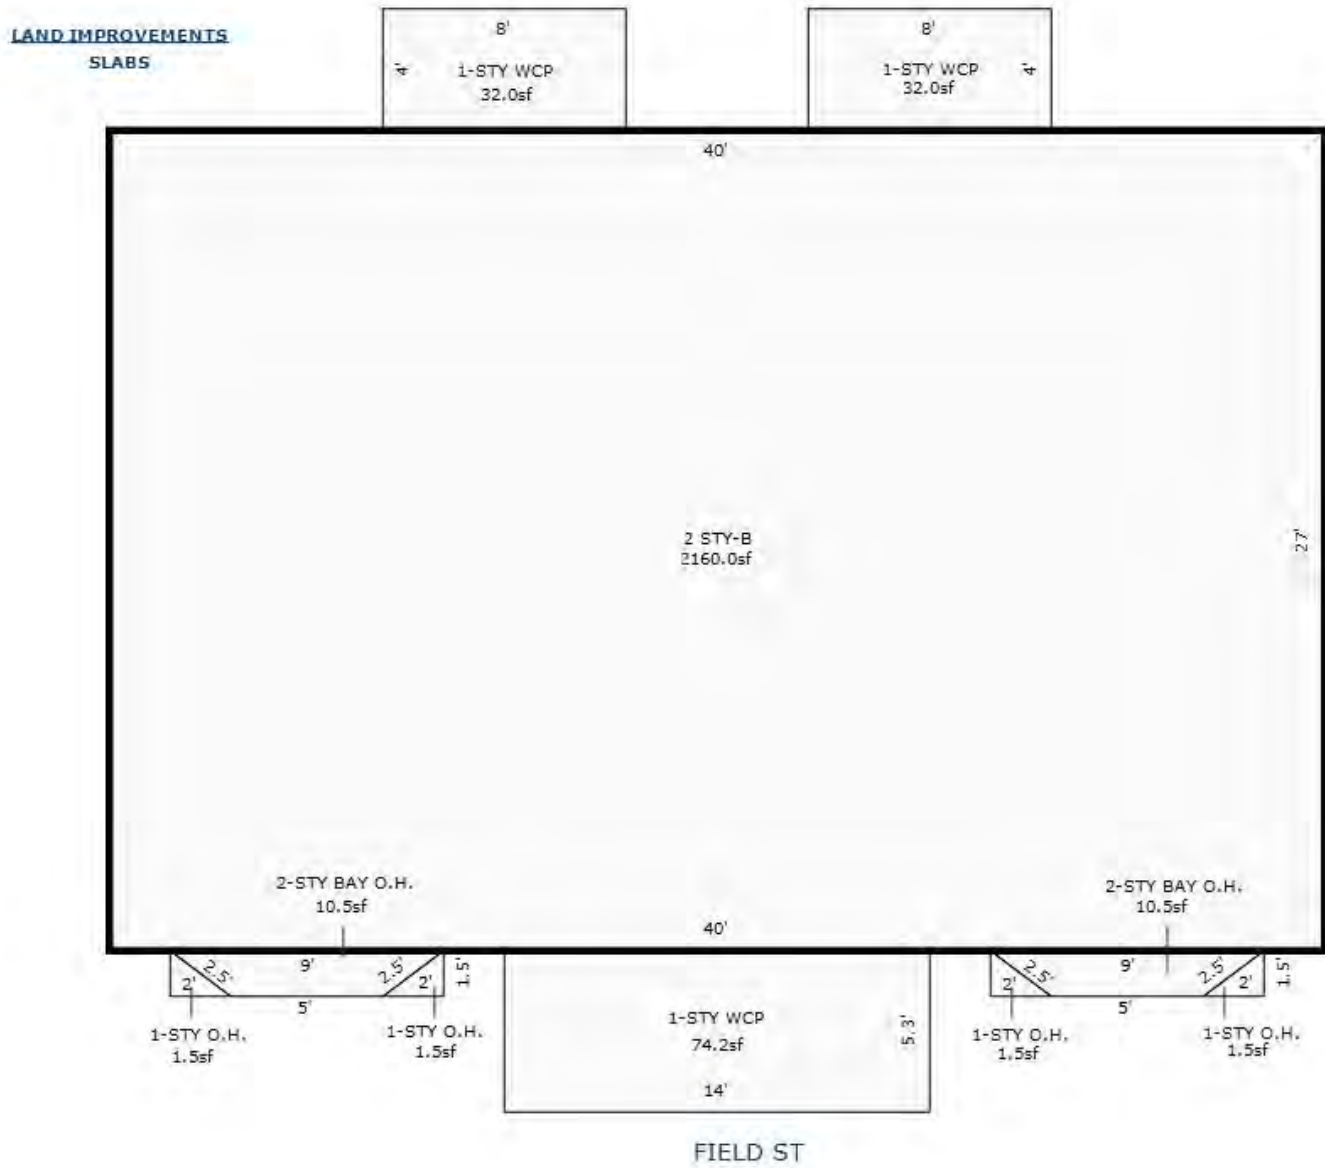 LAND IMPROVEMENTS
SLABS
8'
4'
1-STY WCP
32.0sf
8'
1-STY WCP
4'
32.0sf
40'
2 STY-B
2160.0sf
27'
2-STY BAY O.H.
10.5sf
2-STY BAY O.H.
10.5sf
40'
2.5'
9'
2.5'
1.5'
2'
2'
5'
1-STY O.H.
1.5sf
1-STY O.H.
1.5sf
1-STY WCP
74.2sf
5.3'
14'
2.5'
9'
2.5'
1.5'
2'
2'
5'
1-STY O.H.
1.5sf
1-STY O.H.
1.5sf
FIELD ST